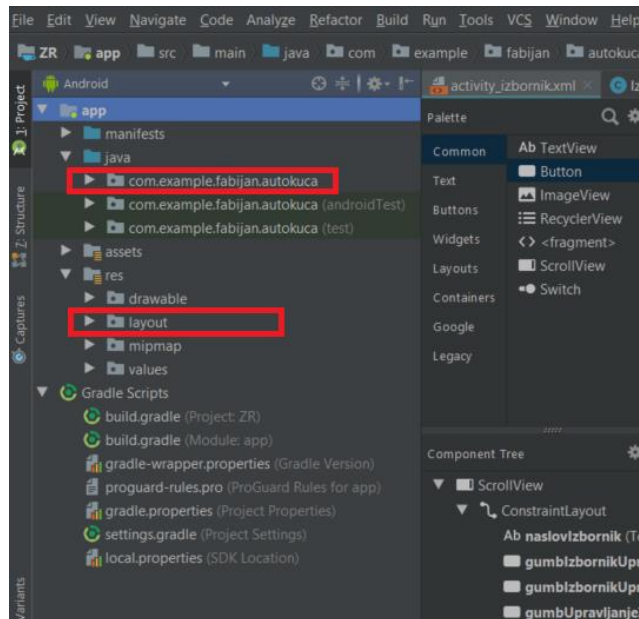 File Edit View Navigate Code Analyze Refactor Build Run Tools VCS Window Help
ZR app src main java com example fabijan autokuca
Android
activity_izbornik.xml
1: Project
app
manifests
java
com.example.fabijan.autokuca
com.example.fabijan.autokuca (androidTest)
com.example.fabijan.autokuca (test)
assets
res
drawable
layout
mipmap
values
Gradle Scripts
build.gradle (Project: ZR)
build.gradle (Module: app)
gradle-wrapper.properties (Gradle Version)
proguard-rules.pro (ProGuard Rules for app)
gradle.properties (Project Properties)
settings.gradle (Project Settings)
local.properties (SDK Location)
Z: Structure
Captures
Variants
Palette
Common
Text
Buttons
Widgets
Layouts
Containers
Google
Legacy
Ab TextView
Button
ImageView
RecyclerView
<> <fragment>
ScrollView
Switch
Component Tree
ScrollView
ConstraintLayout
Ab naslovIzbornik (T
gumbIzbornikUpr
gumbIzbornikUpr
gumbUpravljanje